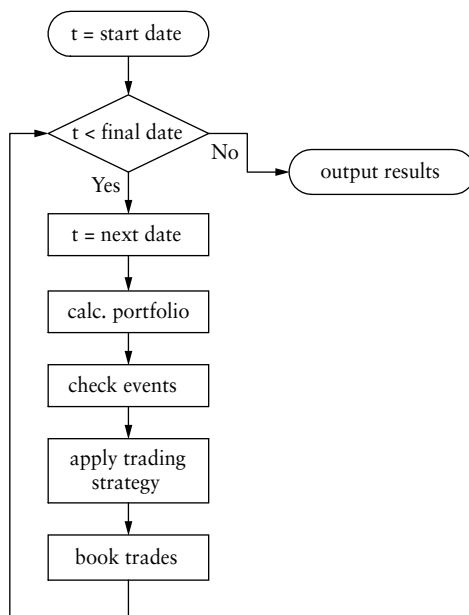 t = start date
t < final date
No
output results
Yes
t = next date
calc. portfolio
check events
apply trading
strategy
book trades